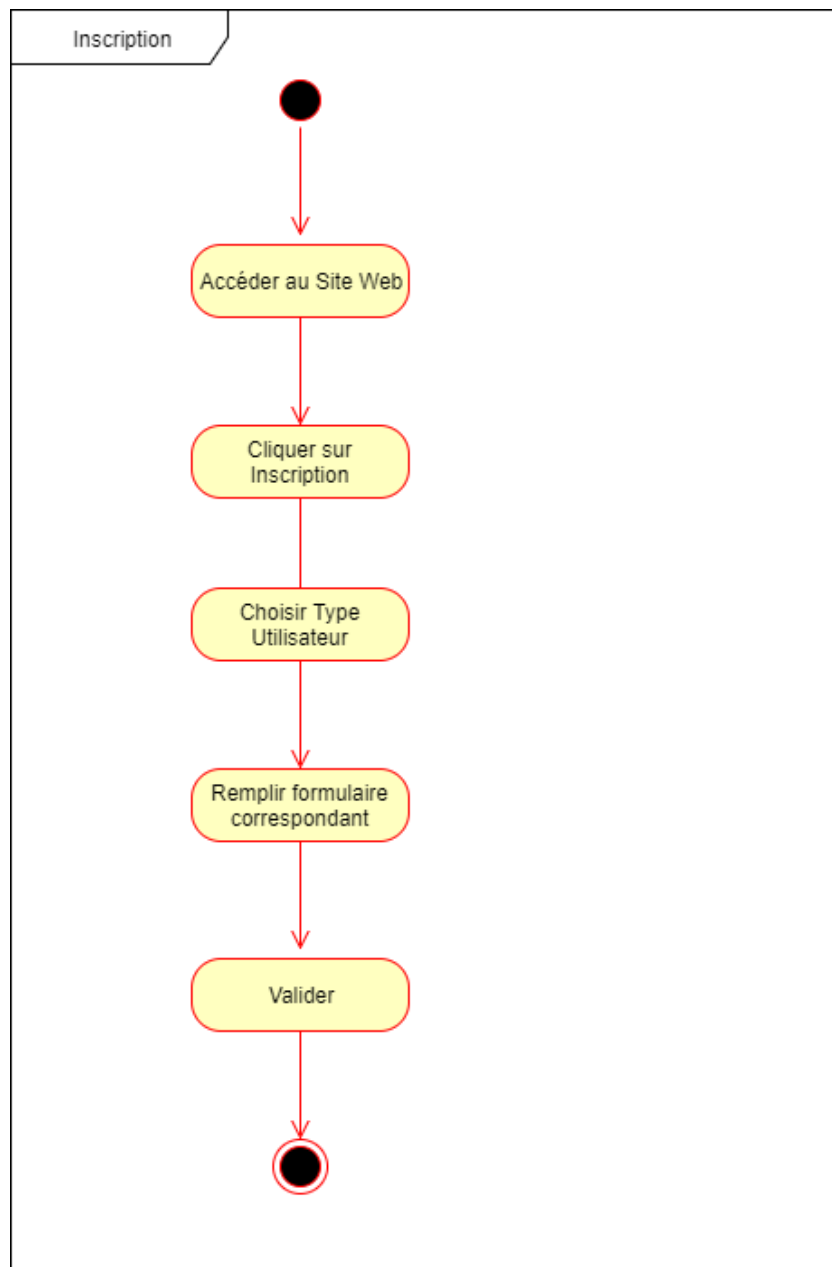 Inscription
Accéder au Site Web
Cliquer sur
Inscription
Choisir Type
Utilisateur
Remplir formulaire
correspondant
Valider